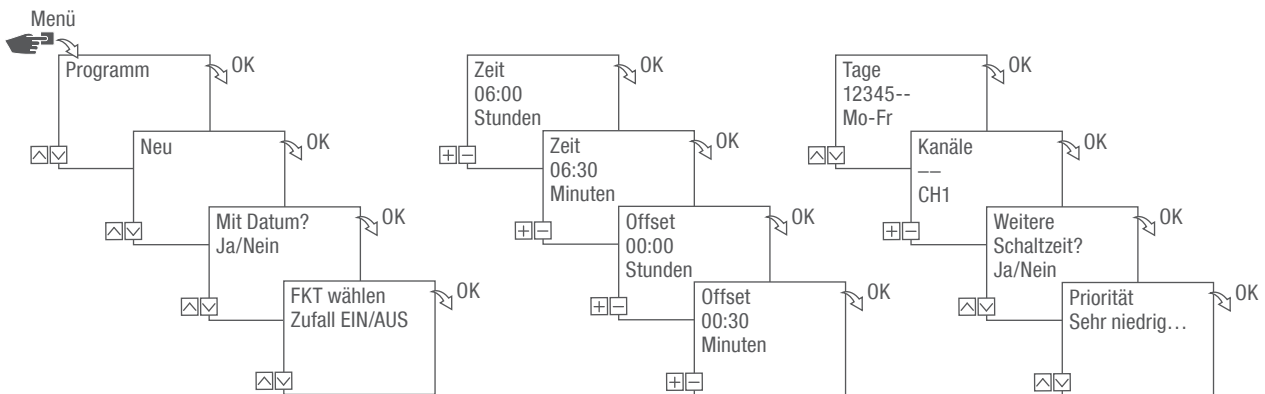 Menü
Programm
OK
Neu
OK
Mit Datum?
Ja/Nein
OK
FKT wählen
Zufall EIN/AUS
OK
Zeit
06:00
Stunden
OK
Zeit
06:30
Minuten
OK
Offset
00:00
Stunden
OK
Offset
00:30
Minuten
OK
Tage
12345--
Mo-Fr
OK
Kanäle
––
CH1
OK
Weitere
Schaltzeit?
Ja/Nein
OK
Priorität
Sehr niedrig…
OK